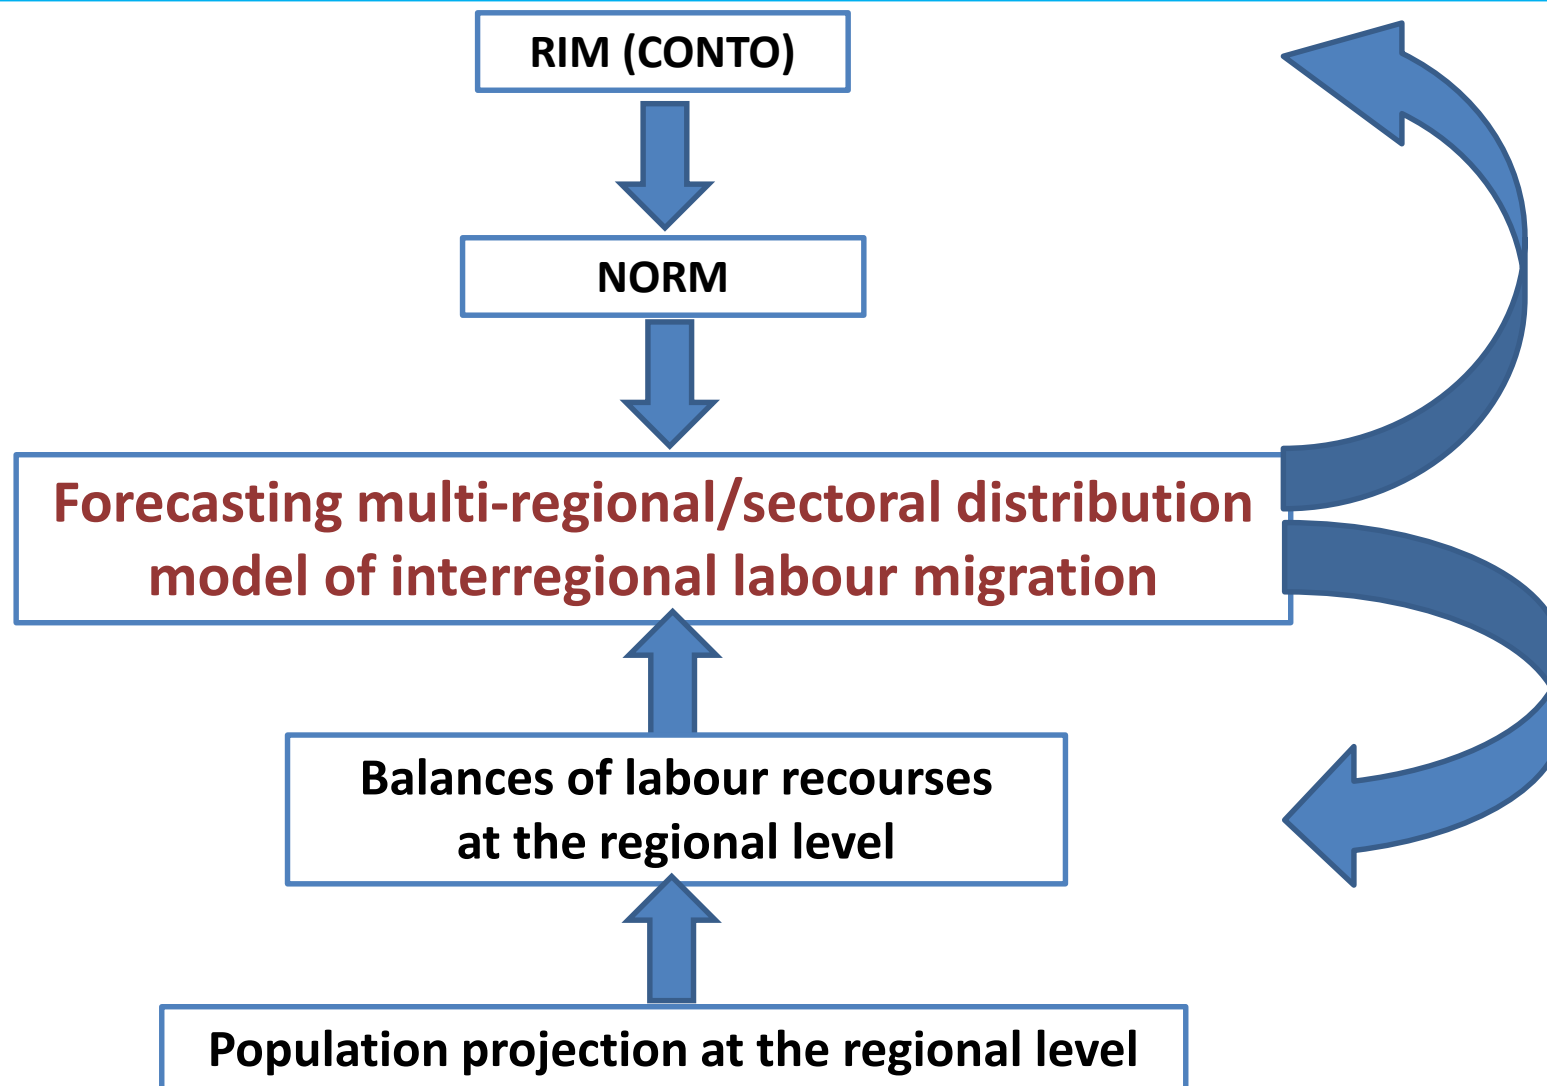 RIM (CONTO)
NORM
Forecasting multi-regional/sectoral distribution
model of interregional labour migration
Balances of labour recourses
at the regional level
Population projection at the regional level